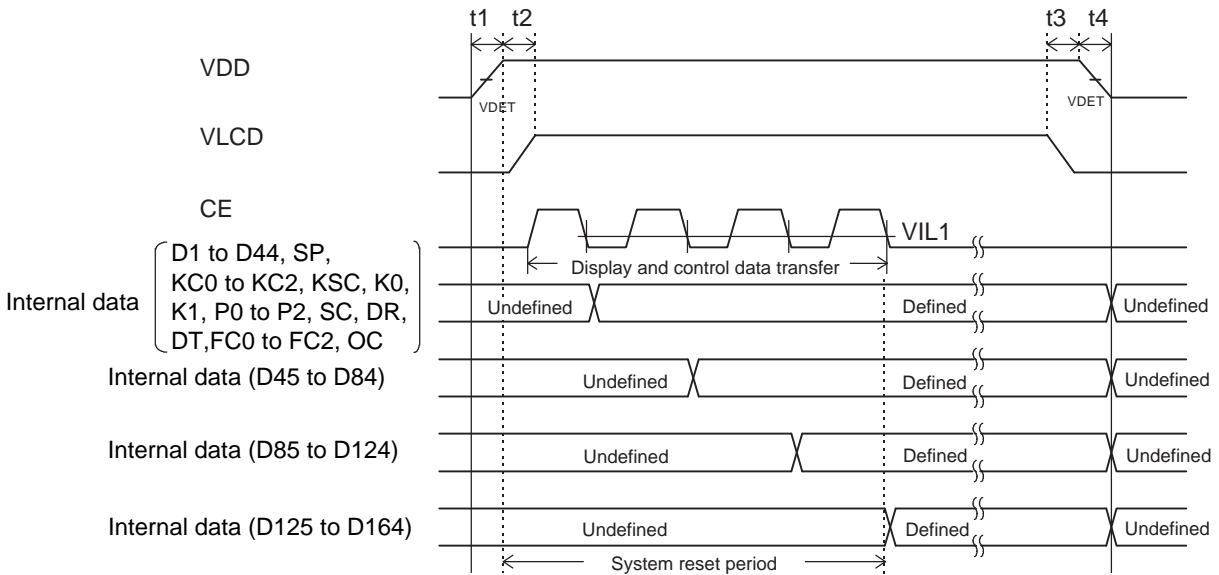 t1 t2 t3 t4
VDD
VDET VDET
VLCD
CE
VIL1
Display and control data transfer
Internal data
D1 to D44, SP,
KC0 to KC2, KSC, K0,
K1, P0 to P2, SC, DR,
DT,FC0 to FC2, OC
Undefined Defined Undefined
Internal data (D45 to D84)
Undefined Defined Undefined
Internal data (D85 to D124)
Undefined Defined Undefined
Internal data (D125 to D164)
Undefined Defined Undefined
System reset period